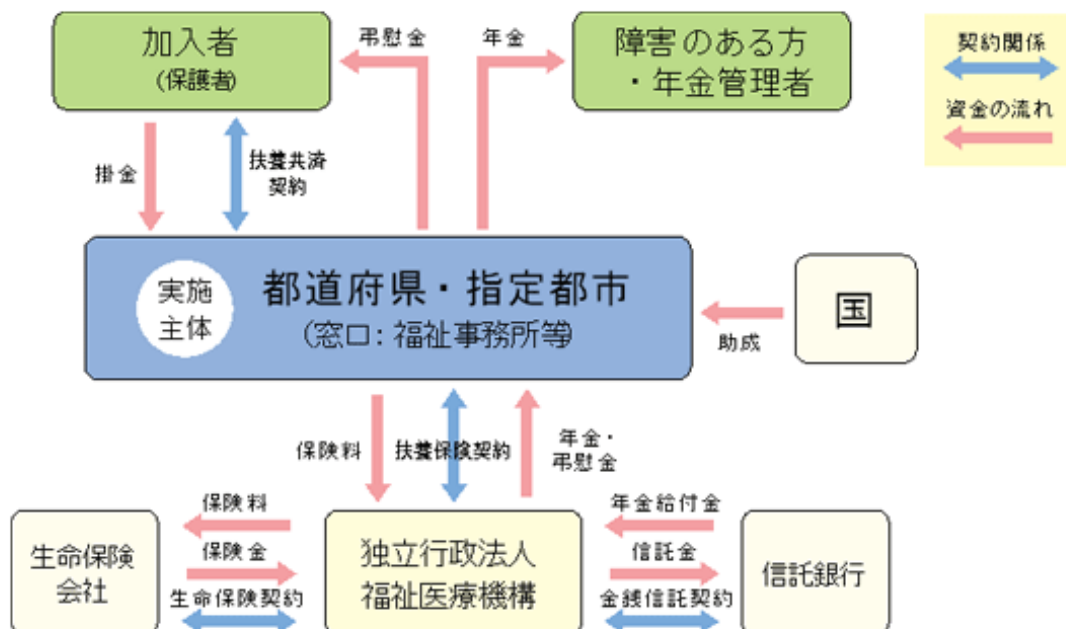 加入者
(保護者)
弔慰金
年金
障害のある方
・年金管理者
契約関係
資金の流れ
掛金
扶養共済
契約
実施
主体
都道府県・指定都市
(窓口:福祉事務所等)
国
助成
保険料
扶養保険契約
年金・
弔慰金
生命保険
会社
保険料
保険金
生命保険契約
独立行政法人
福祉医療機構
年金給付金
信託金
金銭信託契約
信託銀行